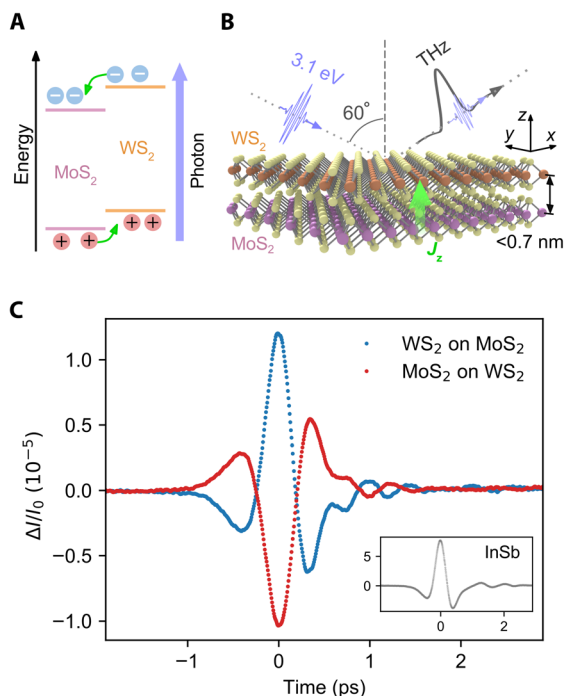 A
Energy
MoS₂
WS₂
Photon
− −
− −
+ +
+ +
B
3.1 eV
60°
THz
WS₂
MoS₂
J_z
z
y x
<0.7 nm
C
ΔI/I₀ (10⁻⁵)
1.0
0.5
0.0
−0.5
−1.0
WS₂ on MoS₂
MoS₂ on WS₂
InSb
5
0
0 2
−1 0 1 2
Time (ps)